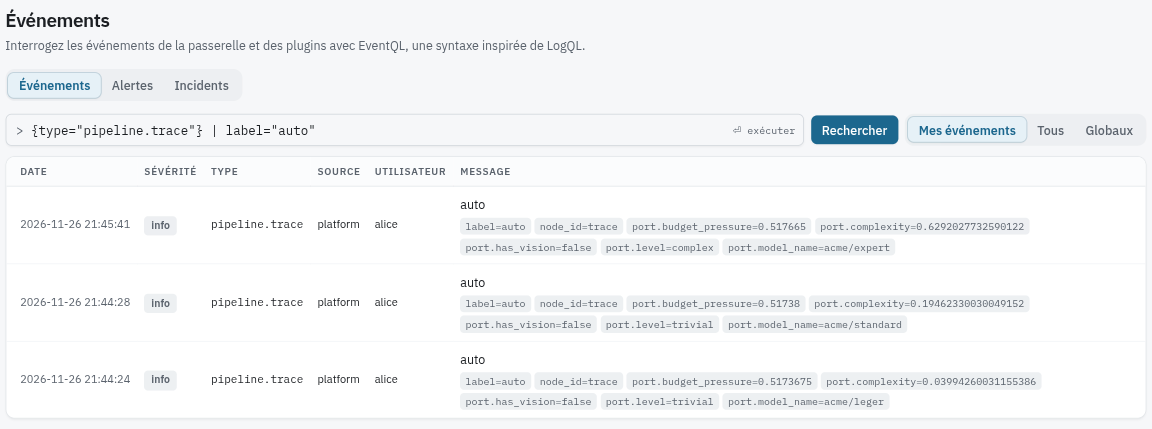 Événements
Interrogez les événements de la passerelle et des plugins avec EventQL, une syntaxe inspirée de LogQL.
Événements Alertes Incidents
> {type="pipeline.trace"} | label="auto" ⏎ exécuter Rechercher Mes événements Tous Globaux
DATE SÉVÉRITÉ TYPE SOURCE UTILISATEUR MESSAGE
auto
2026-11-26 21:45:41 info pipeline.trace platform alice label=auto node_id=trace port.budget_pressure=0.517665 port.complexity=0.6292027732590122
port.has_vision=false port.level=complex port.model_name=acme/expert
auto
2026-11-26 21:44:28 info pipeline.trace platform alice label=auto node_id=trace port.budget_pressure=0.51738 port.complexity=0.19462330030049152
port.has_vision=false port.level=trivial port.model_name=acme/standard
auto
2026-11-26 21:44:24 info pipeline.trace platform alice label=auto node_id=trace port.budget_pressure=0.5173675 port.complexity=0.03994260031155386
port.has_vision=false port.level=trivial port.model_name=acme/leger